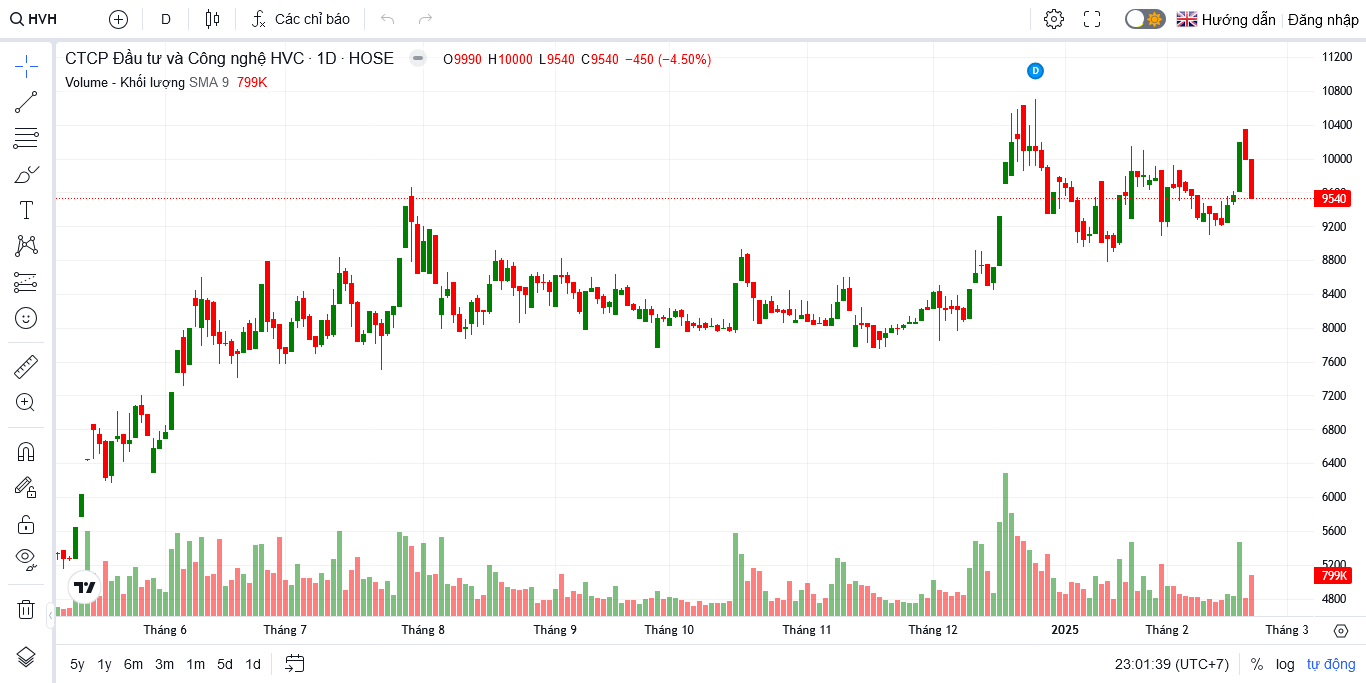 HVH D Các chỉ báo Hướng dẫn Đăng nhập
CTCP Đầu tư và Công nghệ HVC · 1D · HOSE O9990 H10000 L9540 C9540 −450 (−4.50%)
Volume - Khối lượng SMA 9 799K
D
11200
10800
10400
10000
9600
9540
9200
8800
8400
8000
7600
7200
6800
6400
6000
5600
5200
799K
4800
Tháng 6 Tháng 7 Tháng 8 Tháng 9 Tháng 10 Tháng 11 Tháng 12 2025 Tháng 2 Tháng 3
5y 1y 6m 3m 1m 5d 1d 23:01:39 (UTC+7) % log tự động